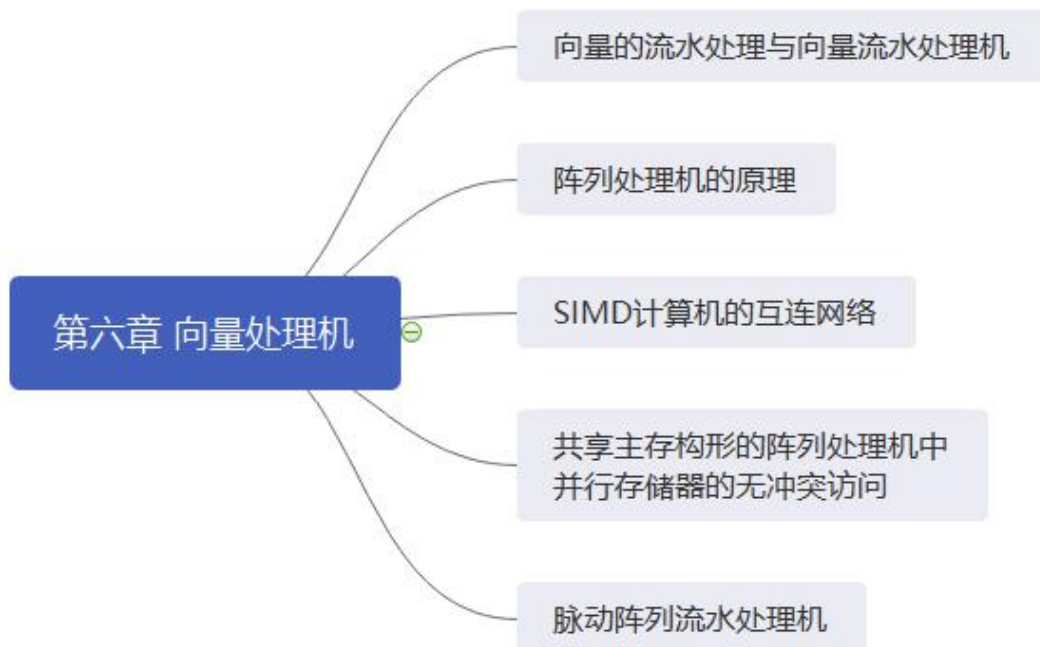 向量的流水处理与向量流水处理机
阵列处理机的原理
第六章 向量处理机
SIMD计算机的互连网络
共享主存构形的阵列处理机中
并行存储器的无冲突访问
脉动阵列流水处理机